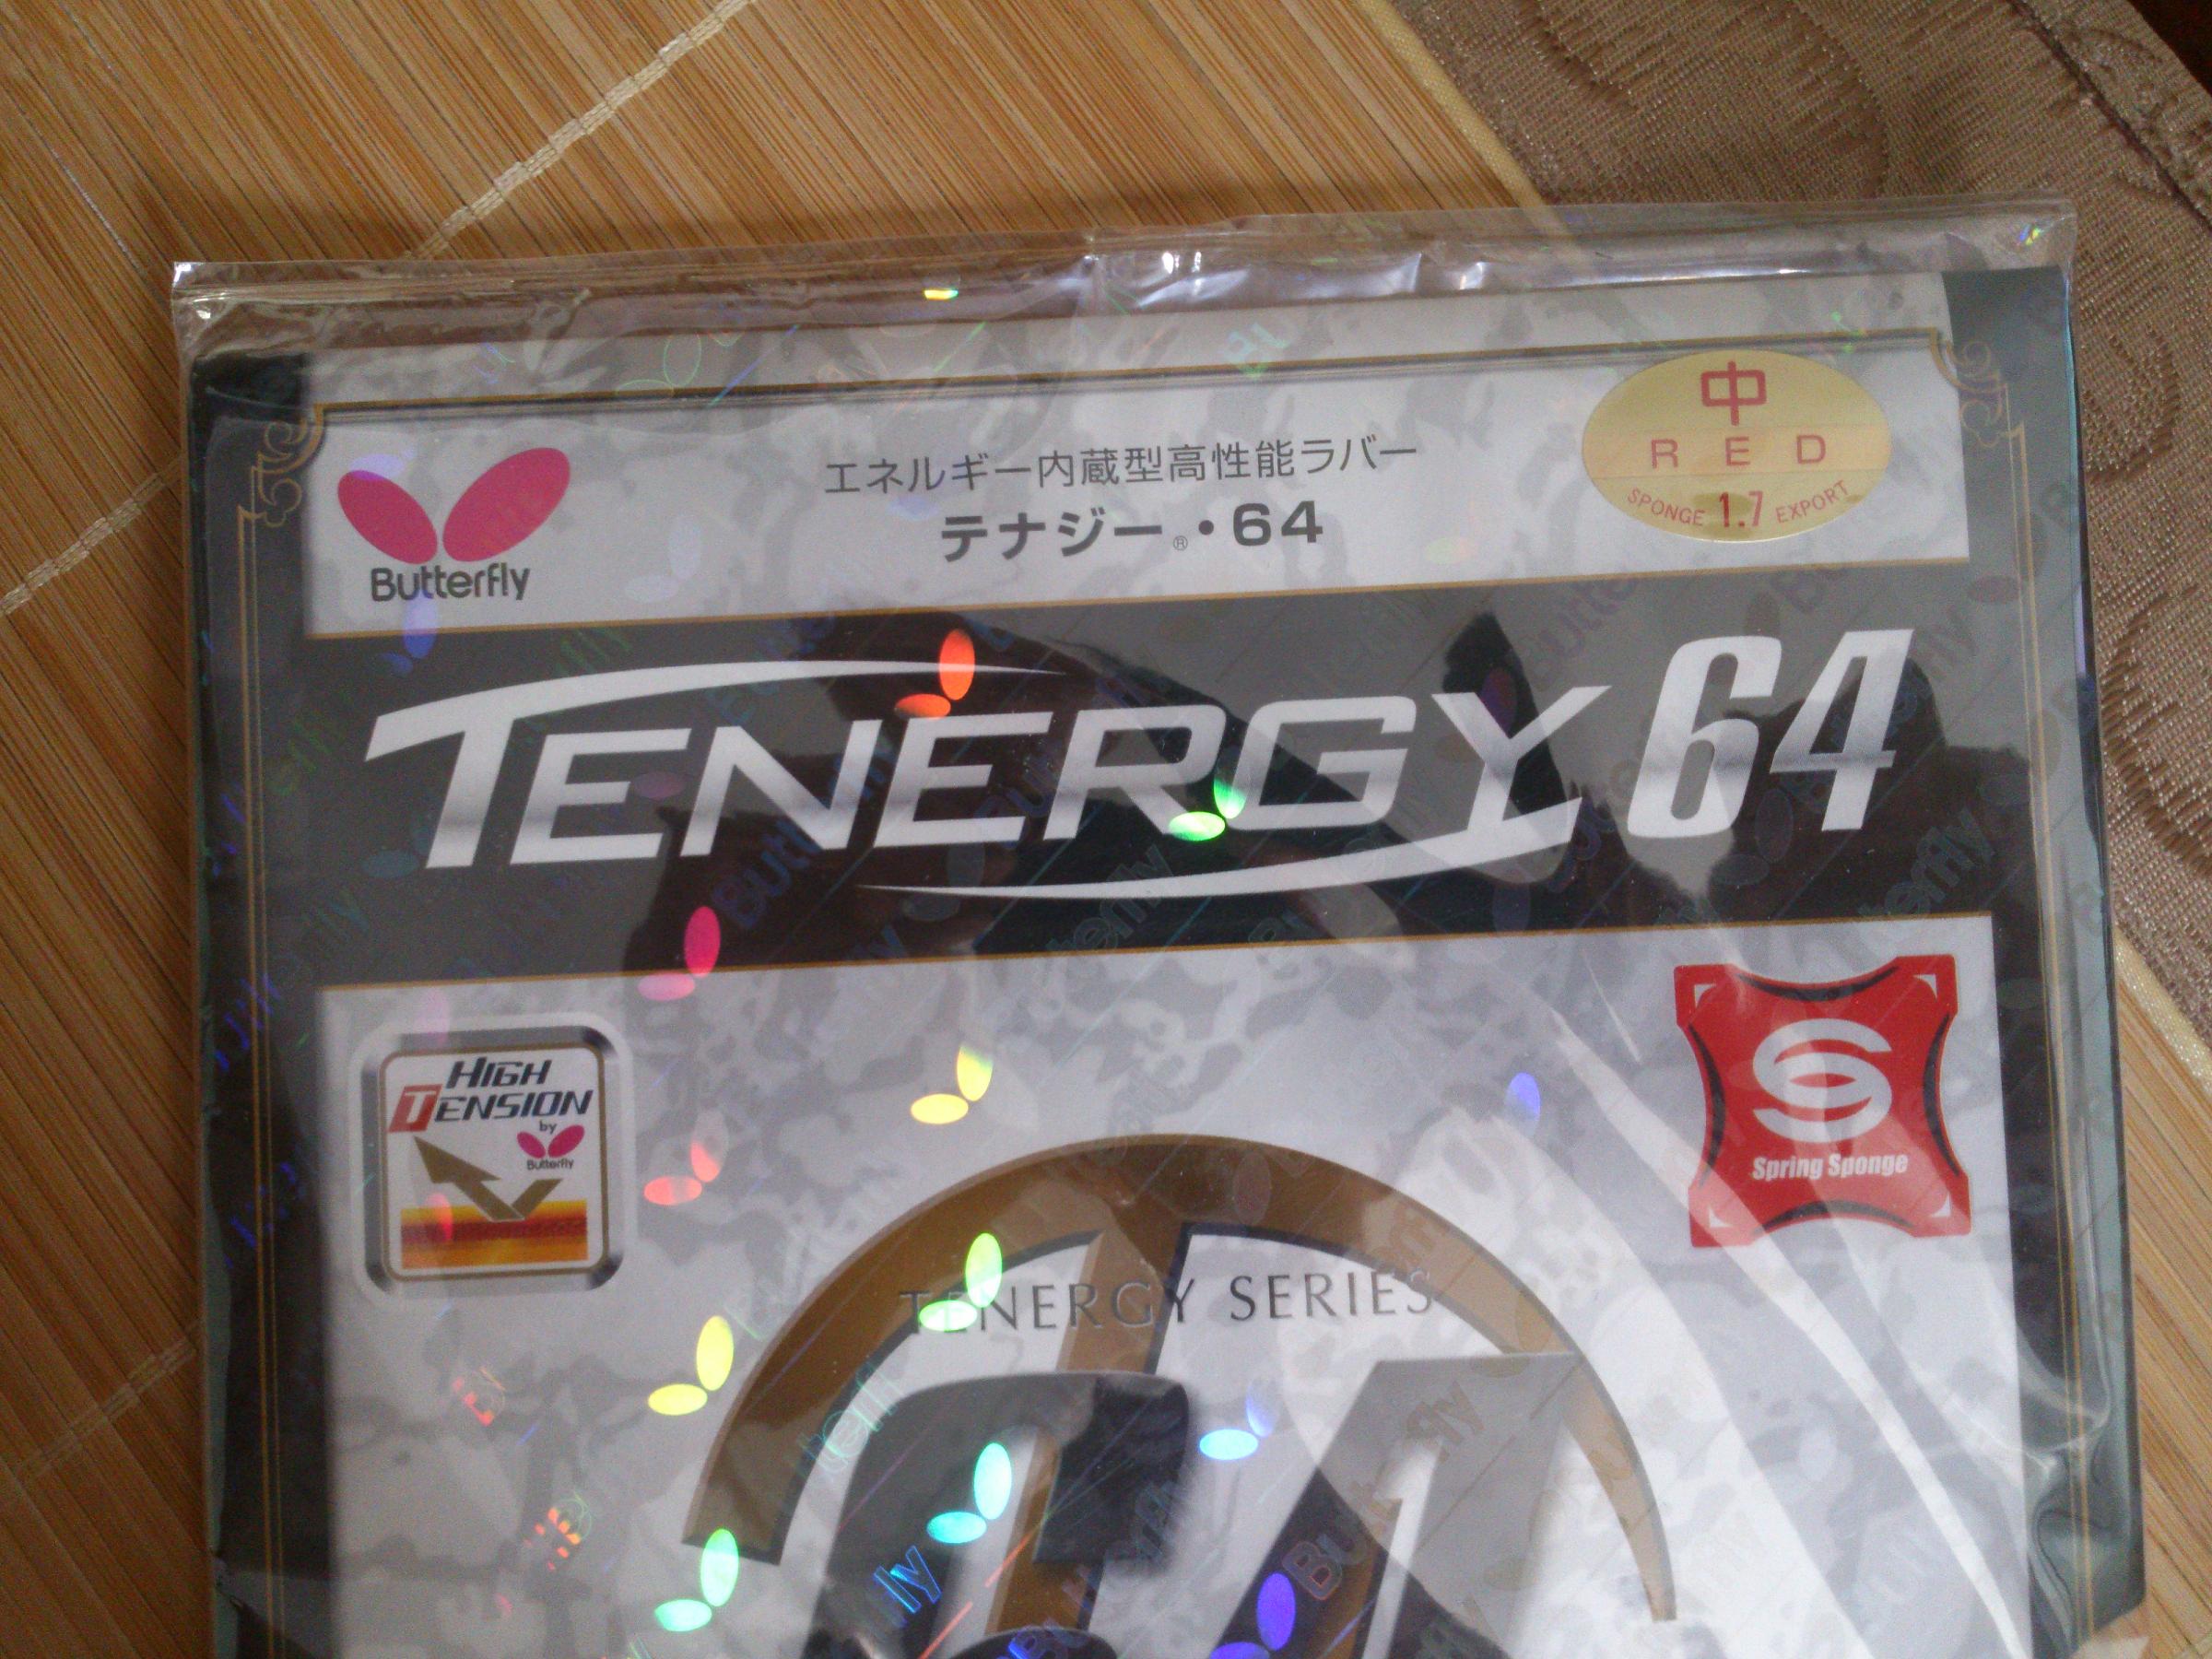 エネルギー内蔵型高性能ラバー
テナジー®・64
Butterfly
中
RED
SPONGE 1.7 EXPORT
TENERGY 64
HIGH
TENSION
by
Butterfly
Spring Sponge
TENERGY SERIES
64